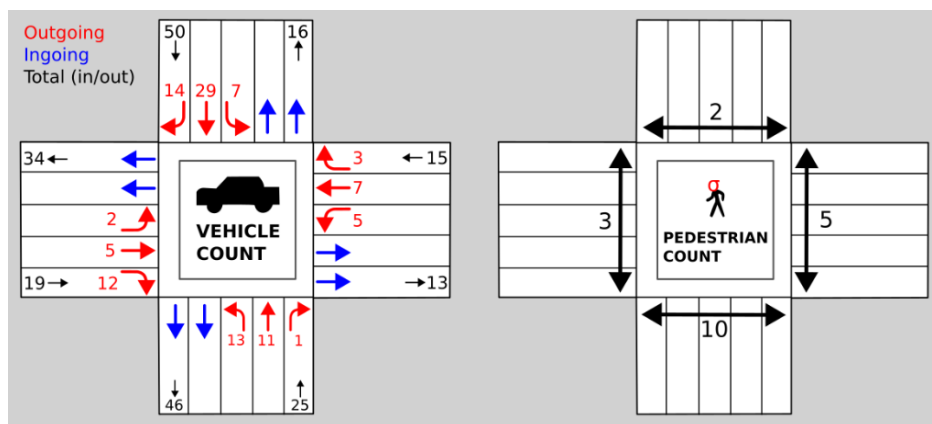 Outgoing
Ingoing
Total (in/out)
50
16
14 29 7
34
3
15
7
2
5
VEHICLE
COUNT
5
19
12
13
13
11
1
46
25
2
3
5
σ
PEDESTRIAN
COUNT
10